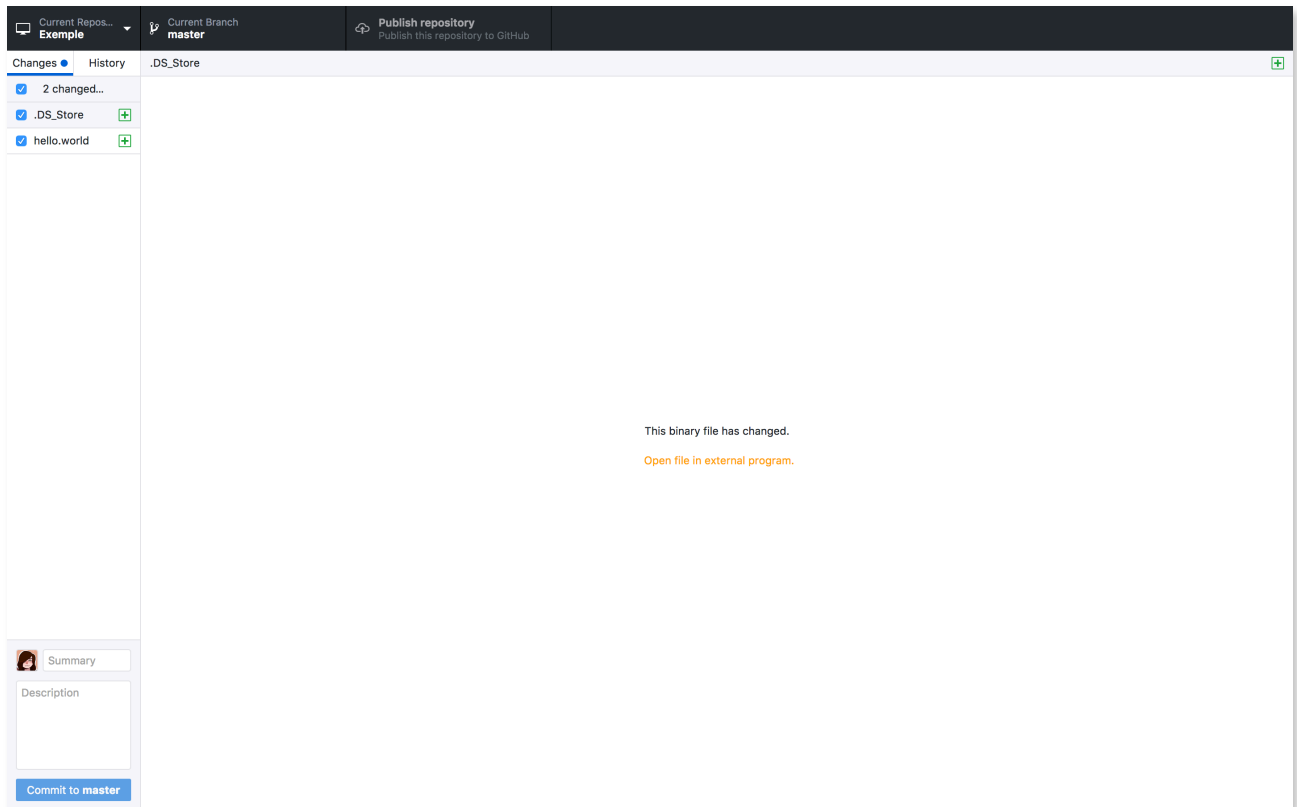 Current Repos...
Exemple
Current Branch
master
Publish repository
Publish this repository to GitHub
Changes
History
.DS_Store
2 changed...
.DS_Store
hello.world
This binary file has changed.
Open file in external program.
Summary
Description
Commit to master